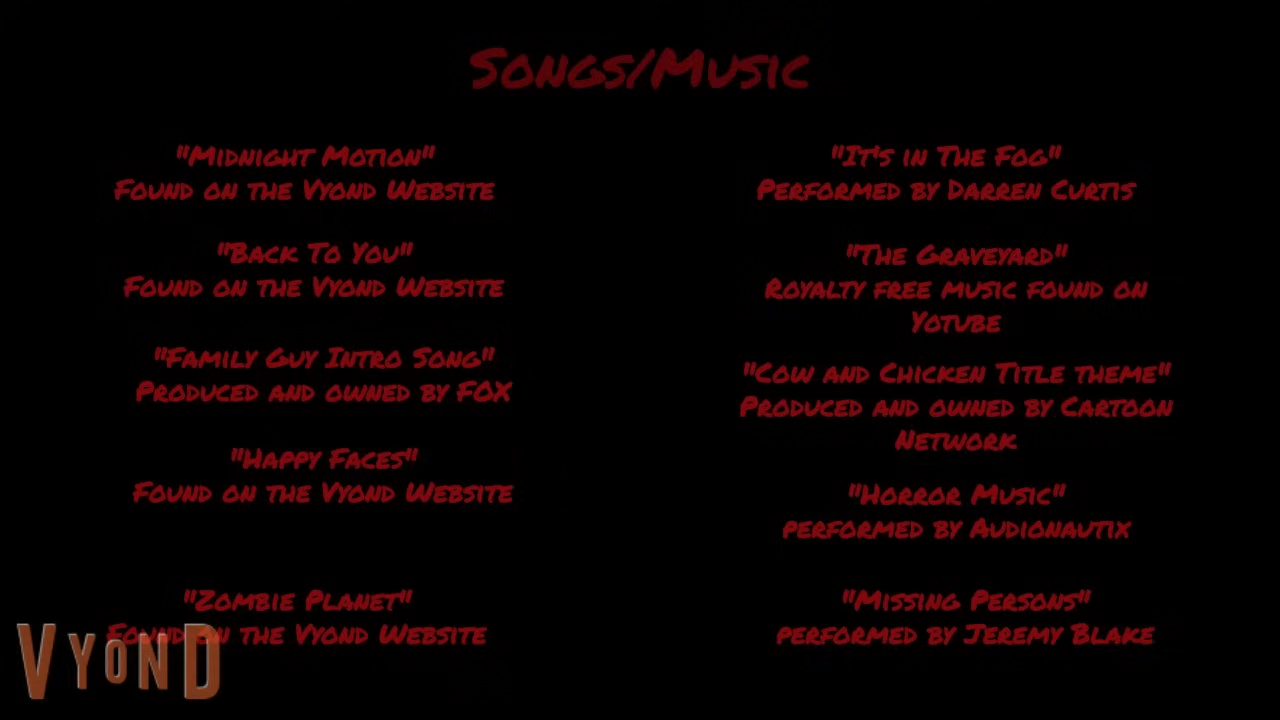 Songs/Music
"Midnight Motion"
Found on the Vyond Website
"Back To You"
Found on the Vyond Website
"Family Guy Intro Song"
Produced and owned by FOX
"Happy Faces"
Found on the Vyond Website
"Zombie Planet"
Found on the Vyond Website
"It's in The Fog"
Performed by Darren Curtis
"The Graveyard"
Royalty free music found on
Yotube
"Cow and Chicken Title theme"
Produced and owned by Cartoon
Network
"Horror Music"
performed by Audionautix
"Missing Persons"
performed by Jeremy Blake
Vyond